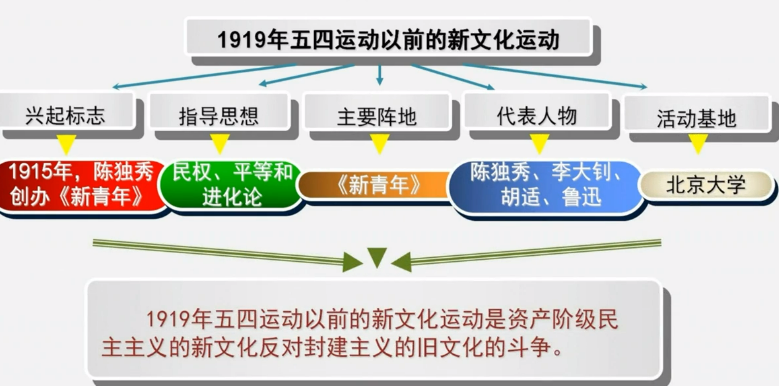 1919年五四运动以前的新文化运动
兴起标志
指导思想
主要阵地
代表人物
活动基地
1915年，陈独秀
创办《新青年》
民权、平等和
进化论
《新青年》
陈独秀、李大钊、
胡适、鲁迅
北京大学
1919年五四运动以前的新文化运动是资产阶级民
主主义的新文化反对封建主义的旧文化的斗争。